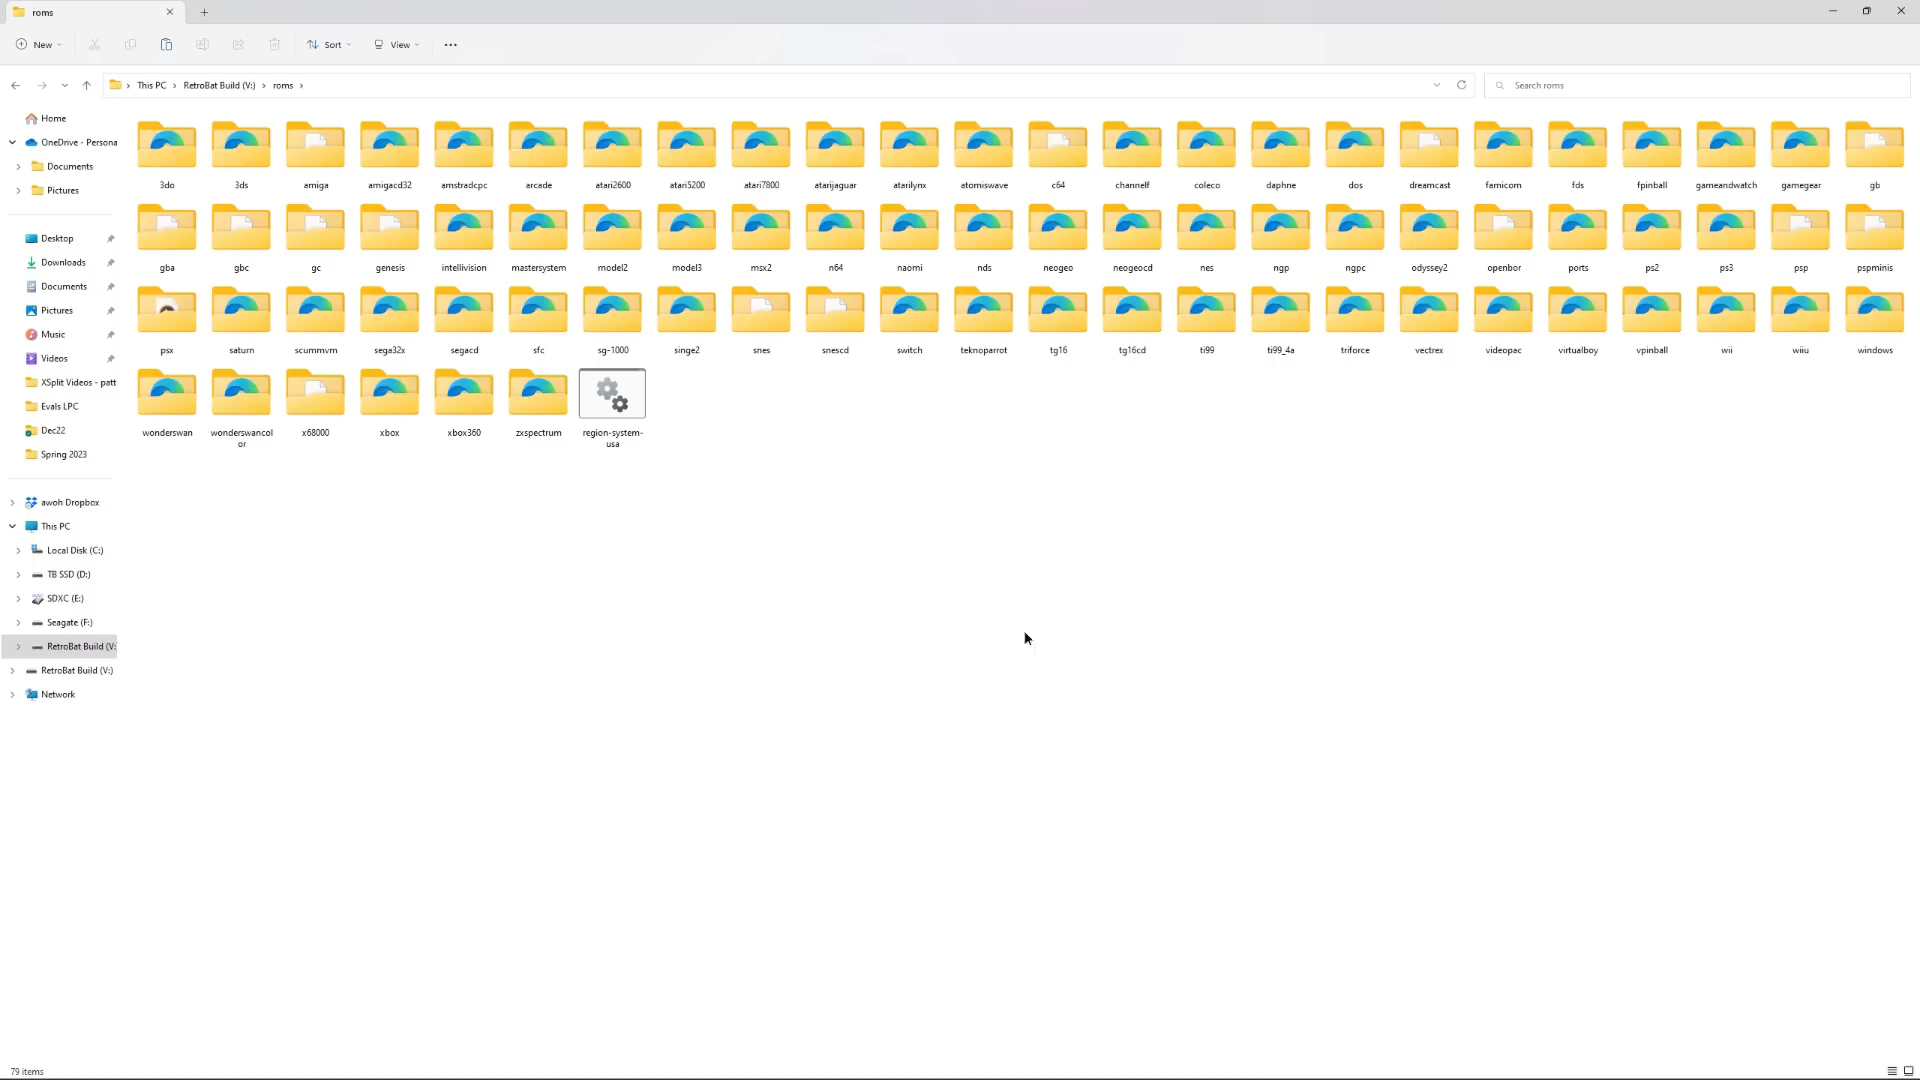 roms
New
Sort
View
This PC
RetroBat Build (V:)
roms
Search roms
Home
OneDrive - Persona
Documents
Pictures
Desktop
Downloads
Documents
Pictures
Music
Videos
XSplit Videos - patt
Evals LPC
Dec22
Spring 2023
awoh Dropbox
This PC
Local Disk (C:)
TB SSD (D:)
SDXC (E:)
Seagate (F:)
RetroBat Build (V:
RetroBat Build (V:)
Network
3do 3ds amiga amigacd32 amstradcpc arcade atari2600 atari5200 atari7800 atarijaguar atarilynx atomiswave c64 channelf coleco daphne dos dreamcast famicom fds fpinball gameandwatch gamegear gb
gba gbc gc genesis intellivision mastersystem model2 model3 msx2 n64 naomi nds neogeo neogeocd nes ngp ngpc odyssey2 openbor ports ps2 ps3 psp pspminis
psx saturn scummvm sega32x segacd sfc sg-1000 singe2 snes snescd switch teknoparrot tg16 tg16cd ti99 ti99_4a triforce vectrex videopac virtualboy vpinball wii wiiu windows
wonderswan wonderswancol x68000 xbox xbox360 zxspectrum region-system-
or usa
79 items